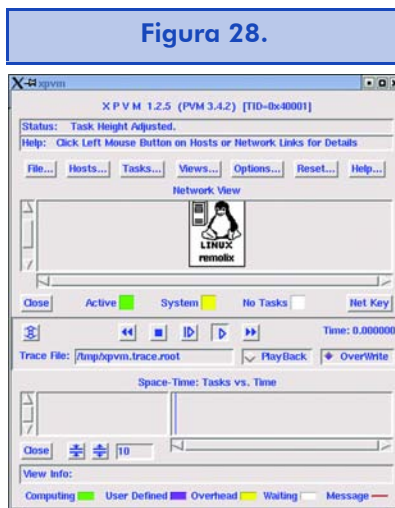 Figura 28.
xpvm
X P V M 1.2.5 (PVM 3.4.2) [TID=0x40001]
Status: Task Height Adjusted.
Help: Click Left Mouse Button on Hosts or Network Links for Details
File... Hosts... Tasks... Views... Options... Reset... Help...
Network View
LINUX
remolix
Close Active System No Tasks Net Key
Time: 0.000000
Trace File: /tmp/xpvm.trace.root PlayBack OverWrite
Space-Time: Tasks vs. Time
Close 10
View Info:
Computing User Defined Overhead Waiting Message